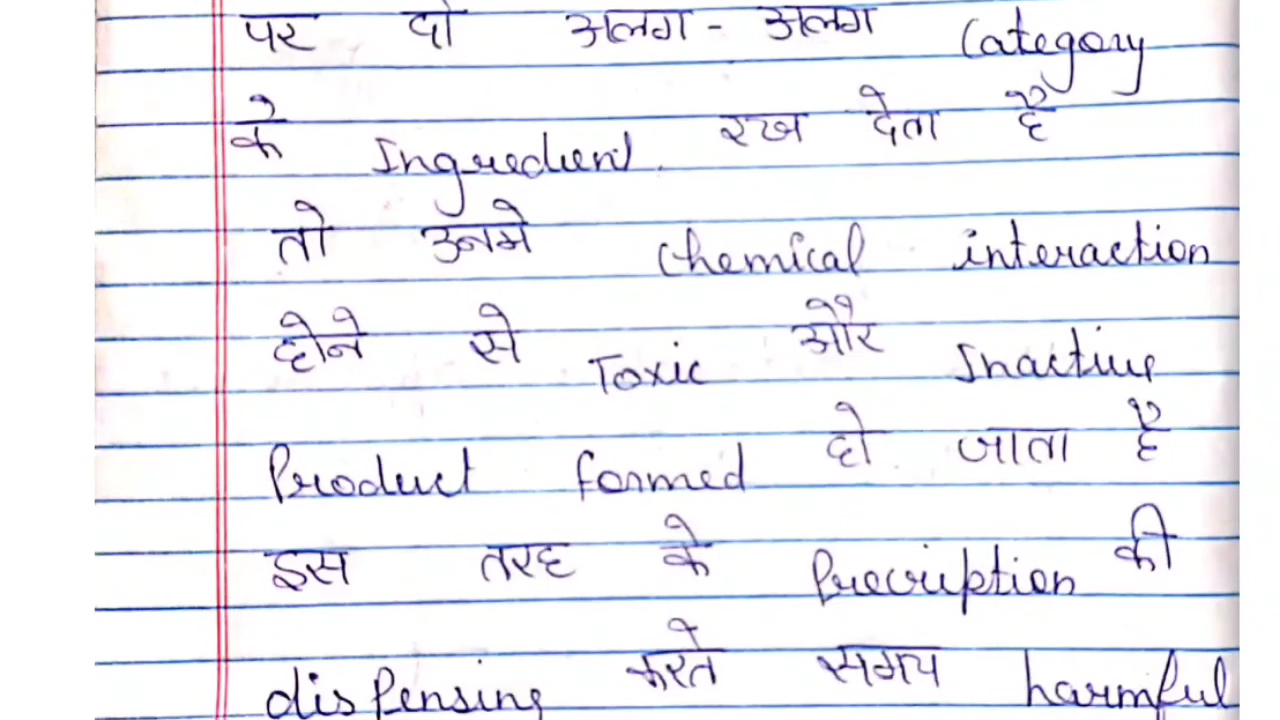 पर दो अलग - अलग Category
के Ingredient रख देता है
तो उनमे chemical interaction
होने से Toxic और Inactive
Product formed हो जाता है
इस तरह के Precription की
dispensing करते समय harmful